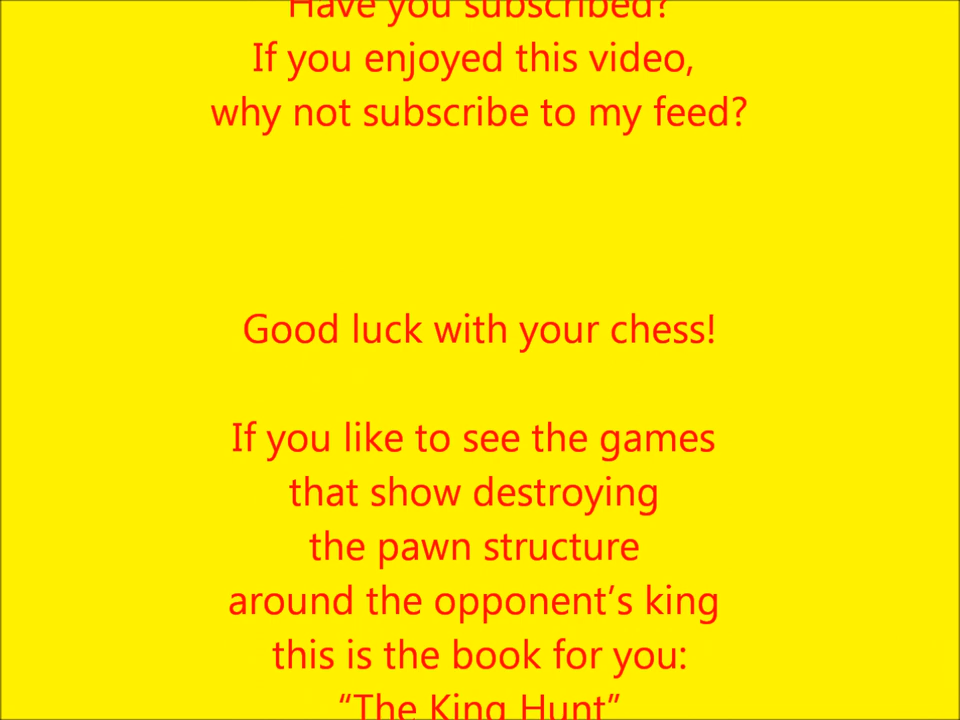 Have you subscribed?
If you enjoyed this video,
why not subscribe to my feed?
Good luck with your chess!
If you like to see the games
that show destroying
the pawn structure
around the opponent’s king
this is the book for you:
“The King Hunt”